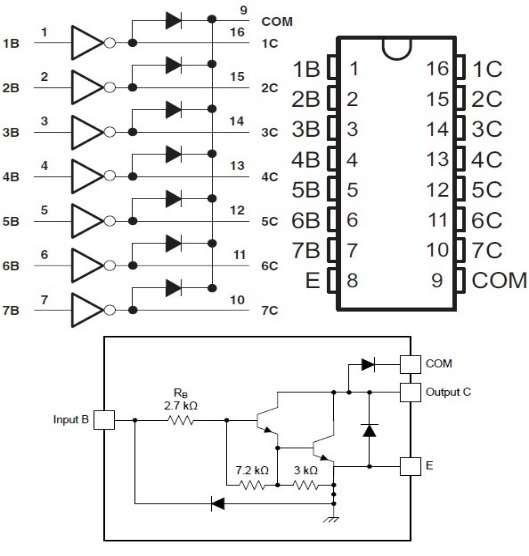 9 COM
1B 1 16 1C
2B 2 15 2C
3B 3 14 3C
4B 4 13 4C
5B 5 12 5C
6B 6 11 6C
7B 7 10 7C
1B 1 16 1C
2B 2 15 2C
3B 3 14 3C
4B 4 13 4C
5B 5 12 5C
6B 6 11 6C
7B 7 10 7C
E 8 9 COM
COM
RB
2.7 kΩ
Output C
Input B
7.2 kΩ 3 kΩ
E